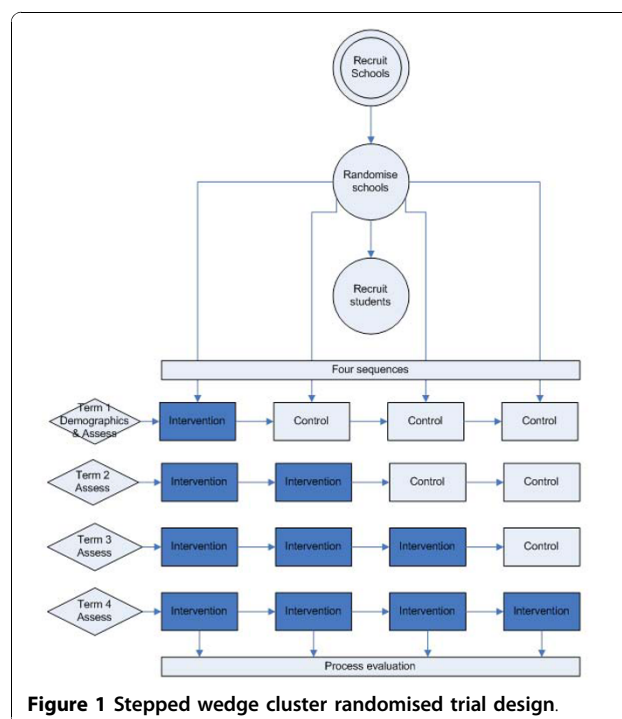 Recruit
Schools
Randomise
schools
Recruit
students
Four sequences
Term 1
Demographics
& Assess
Intervention
Control
Control
Control
Term 2
Assess
Intervention
Intervention
Control
Control
Term 3
Assess
Intervention
Intervention
Intervention
Control
Term 4
Assess
Intervention
Intervention
Intervention
Intervention
Process evaluation
Figure 1 Stepped wedge cluster randomised trial design.